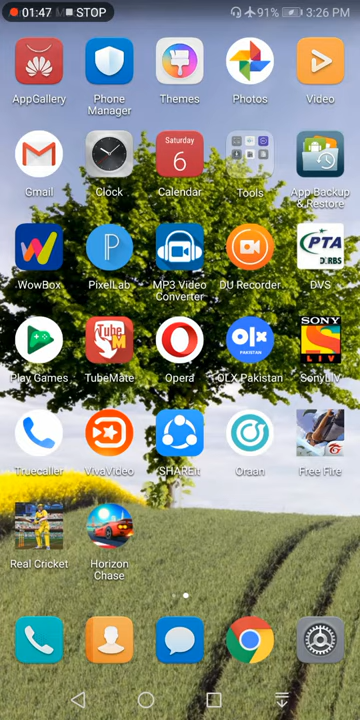 01:47 STOP 91% 3:26 PM
AppGallery Phone Manager Themes Photos Video
Saturday
6
Gmail Clock Calendar Tools App Backup & Restore
PTA
DIRBS
WowBox PixelLab MP3 Video Converter DU Recorder DVS
Tube
M
olx
PAKISTAN
SONY
LIV
Play Games TubeMate Opera OLX Pakistan SonyLIV
Truecaller VivaVideo SHAREit Oraan Free Fire
Real Cricket Horizon Chase